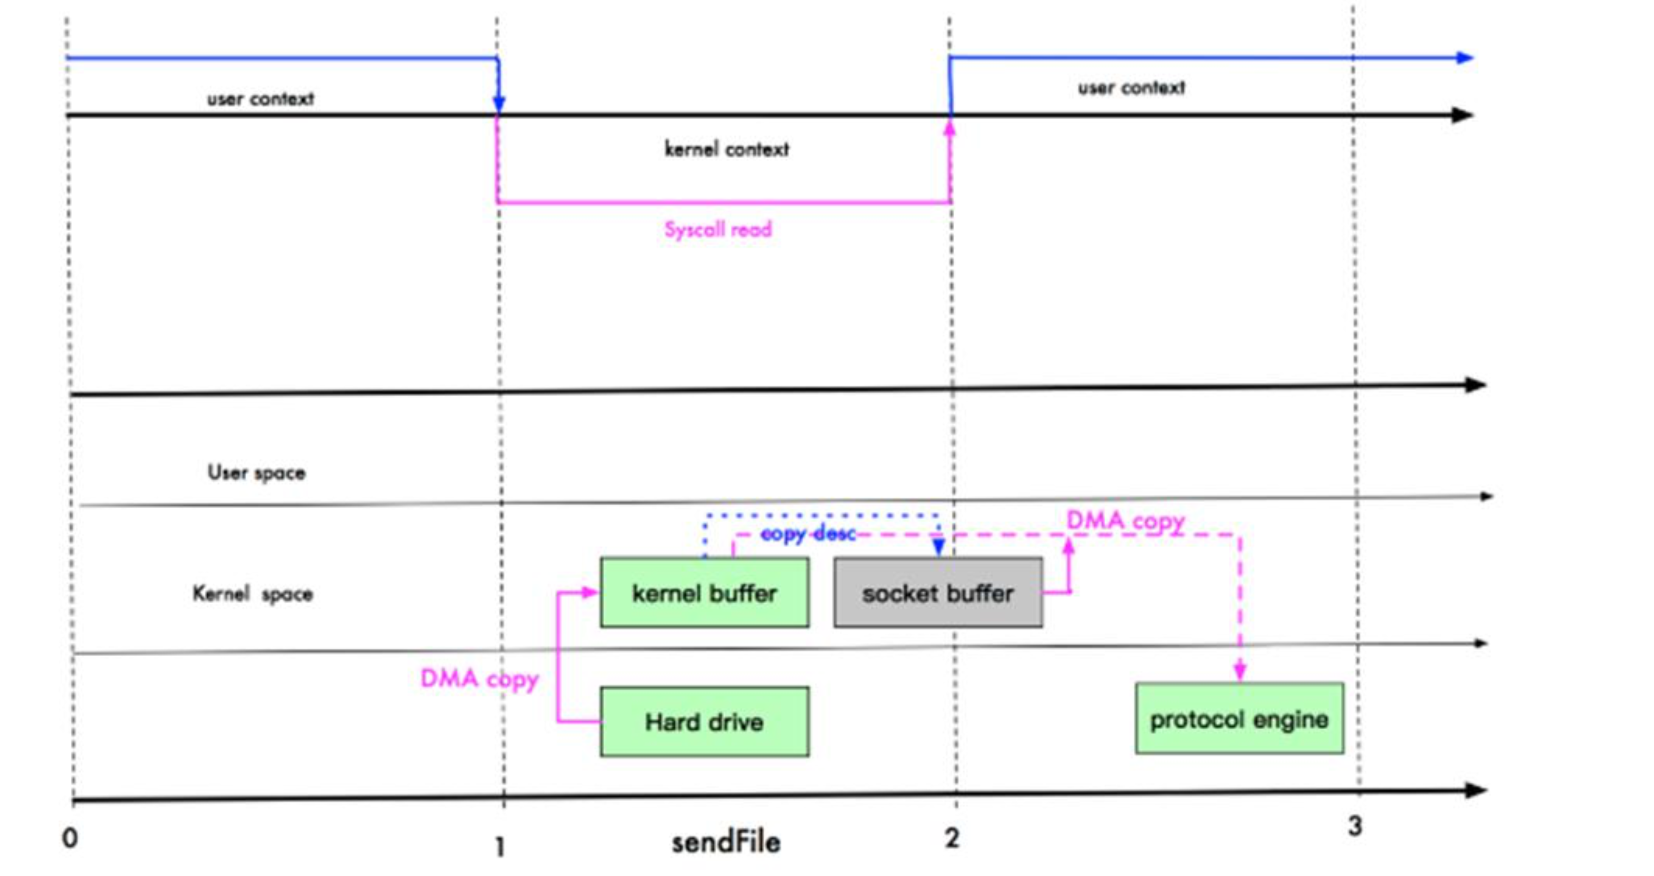 user context
user context
kernel context
Syscall read
User space
copy desc
DMA copy
kernel buffer
socket buffer
Kernel space
DMA copy
Hard drive
protocol engine
0
1
sendFile
2
3